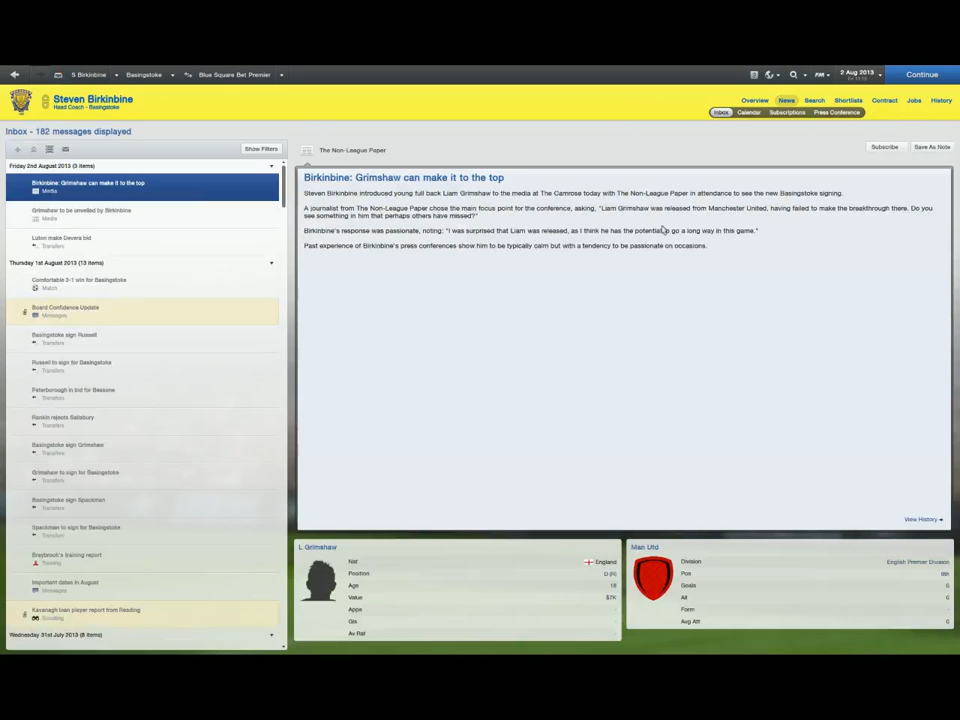 S Birkinbine Basingstoke Blue Square Bet Premier FM 2 Aug 2013 Continue
Steven Birkinbine
Head Coach - Basingstoke
Overview News Search Shortlists Contract Jobs History
Inbox Calendar Subscriptions Press Conference
Inbox - 182 messages displayed
Show Filters
The Non-League Paper
Subscribe Save As Note
Friday 2nd August 2013 (3 items)
Birkinbine: Grimshaw can make it to the top
Media
Grimshaw to be unveiled by Birkinbine
Media
Luton make Devera bid
Transfers
Thursday 1st August 2013 (13 items)
Comfortable 3-1 win for Basingstoke
Match
Board Confidence Update
Messages
Basingstoke sign Russell
Transfers
Russell to sign for Basingstoke
Transfers
Peterborough in bid for Bassone
Transfers
Rankin rejects Salisbury
Transfers
Basingstoke sign Grimshaw
Transfers
Grimshaw to sign for Basingstoke
Transfers
Basingstoke sign Spackman
Transfers
Spackman to sign for Basingstoke
Transfers
Braybrook's training report
Training
Important dates in August
Messages
Kavanagh loan player report from Reading
Scouting
Wednesday 31st July 2013 (8 items)
Birkinbine: Grimshaw can make it to the top
Steven Birkinbine introduced young full back Liam Grimshaw to the media at The Camrose today with The Non-League Paper in attendance to see the new Basingstoke signing.
A journalist from The Non-League Paper chose the main focus point for the conference, asking, "Liam Grimshaw was released from Manchester United, having failed to make the breakthrough there. Do you
see something in him that perhaps others have missed?"
Birkinbine's response was passionate, noting: "I was surprised that Liam was released, as I think he has the potential to go a long way in this game."
Past experience of Birkinbine's press conferences show him to be typically calm but with a tendency to be passionate on occasions.
View History
L Grimshaw
Nat England
Position D (R)
Age 18
Value $7K
Apps -
Gls -
Av Rat -
Man Utd
Division English Premier Division
Pos
Goals 0
All 0
Form -
Avg Att 0